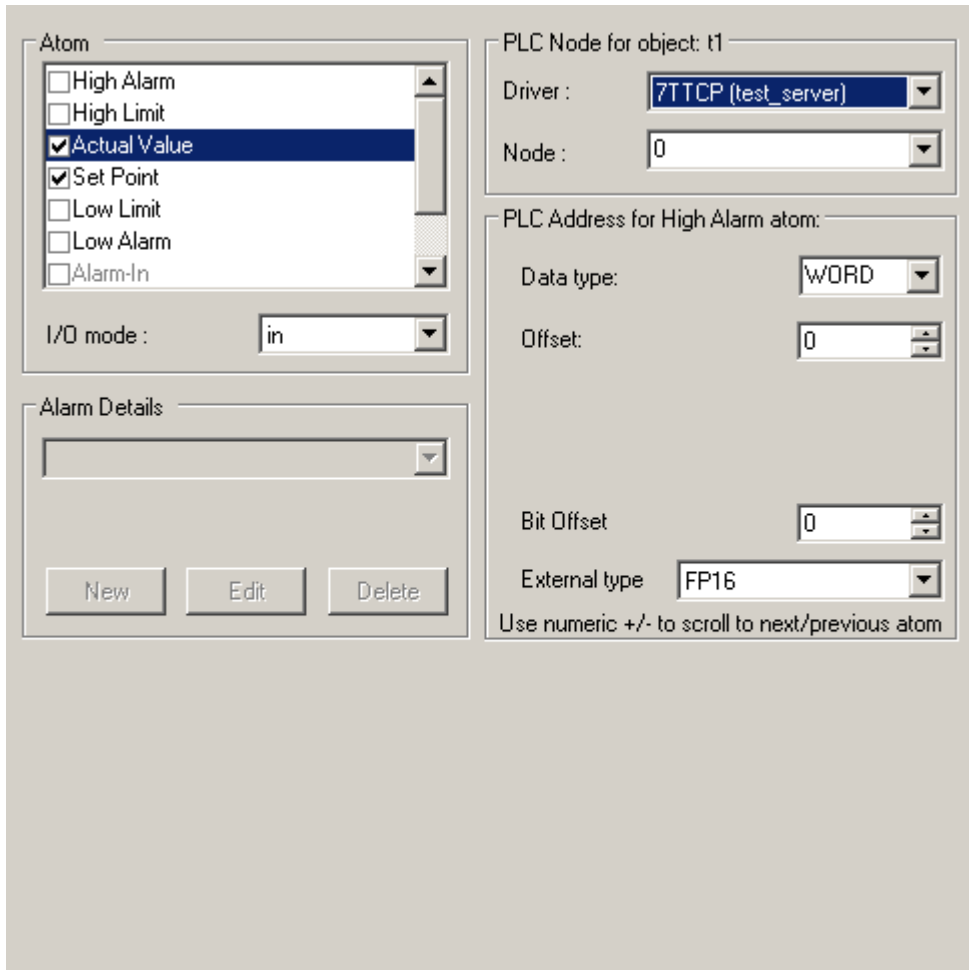 Atom
High Alarm
High Limit
Actual Value
Set Point
Low Limit
Low Alarm
Alarm-In
I/O mode :
in
Alarm Details
New
Edit
Delete
PLC Node for object: t1
Driver :
7TTCP (test_server)
Node :
0
PLC Address for High Alarm atom:
Data type:
WORD
Offset:
0
Bit Offset
0
External type
FP16
Use numeric +/- to scroll to next/previous atom